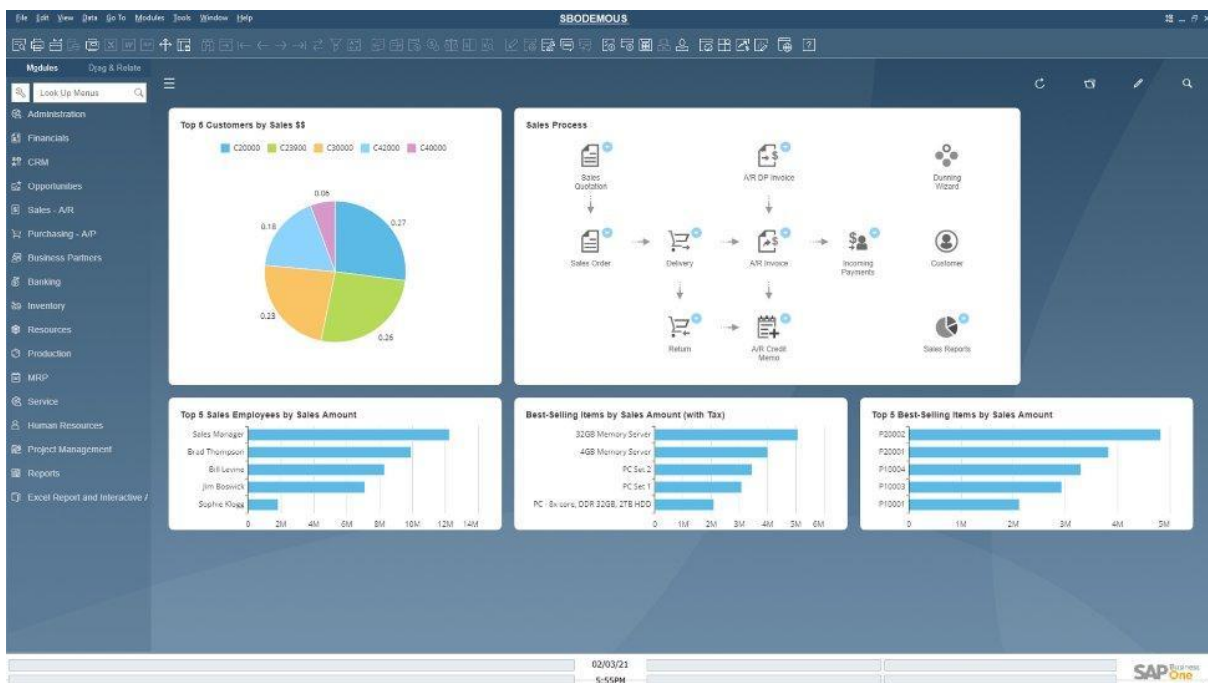 File Edit View Data Go To Modules Tools Window Help
SBODEMOUS
Modules Drag & Relate
Look Up Menus
Administration
Financials
CRM
Opportunities
Sales - A/R
Purchasing - A/P
Business Partners
Banking
Inventory
Resources
Production
MRP
Service
Human Resources
Project Management
Reports
Excel Report and Interactive
Top 5 Customers by Sales $$
C20000 C23900 C30000 C42000 C40000
0.06
0.27
0.18
0.23
0.26
Sales Process
Sales
Quotation
A/R DP Invoice
Dunning
Wizard
Sales Order
Delivery
A/R Invoice
Incoming
Payments
Customer
Return
A/R Credit
Memo
Sales Reports
Top 5 Sales Employees by Sales Amount
Sales Manager
Brad Thompson
Bill Levine
Jim Boswick
Sophie Klogg
0 2M 4M 6M 8M 10M 12M 14M
Best-Selling Items by Sales Amount (with Tax)
32GB Memory Server
4GB Memory Server
PC Set 2
PC Set 1
PC - 8x core, DDR 32GB, 2TB HDD
0 1M 2M 3M 4M 5M 6M
Top 5 Best-Selling Items by Sales Amount
P20002
P20001
P10004
P10003
P10001
0 1M 2M 3M 4M 5M
02/03/21
5:55PM
SAP Business
One